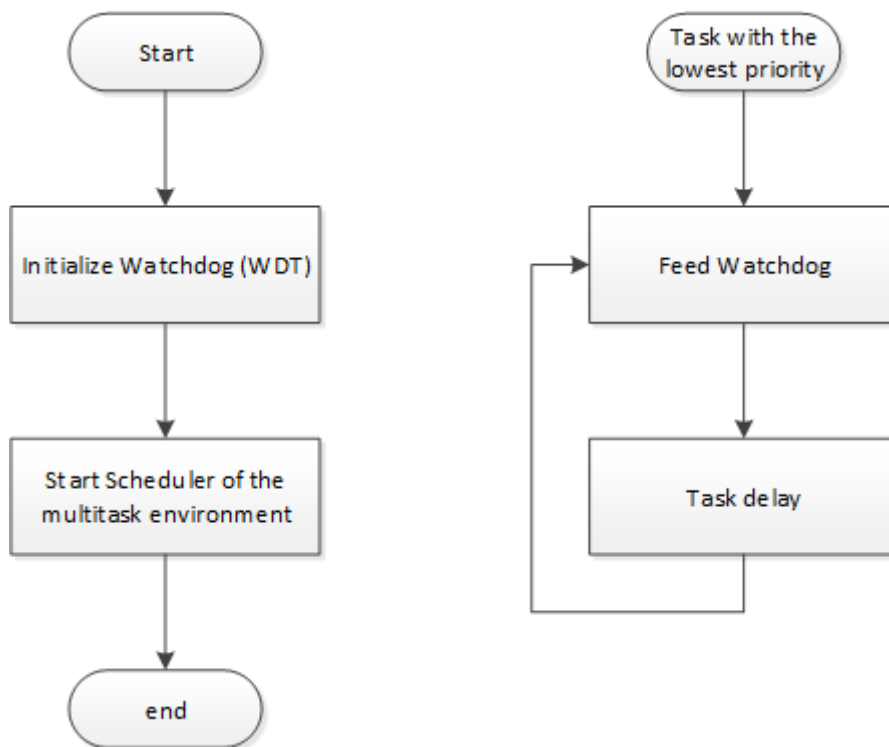 Start
Initialize Watchdog (WDT)
Start Scheduler of the
multitask environment
end
Task with the
lowest priority
Feed Watchdog
Task delay